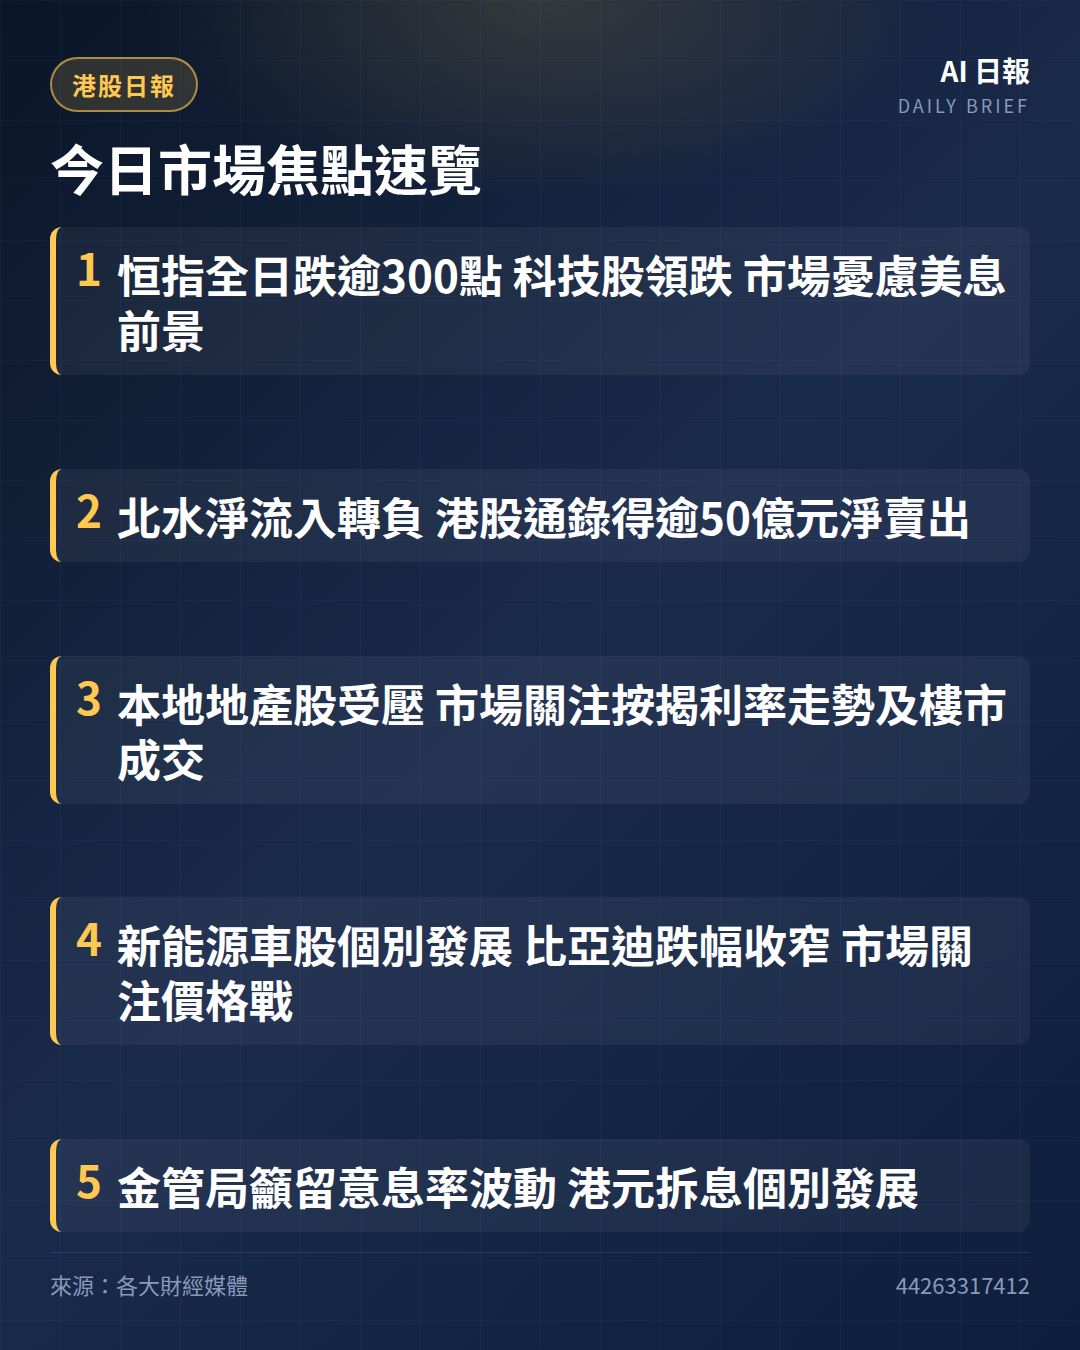 港股日報
AI 日報
DAILY BRIEF
今日市場焦點速覽
1 恒指全日跌逾300點 科技股領跌 市場憂慮美息
前景
2 北水淨流入轉負 港股通錄得逾50億元淨賣出
3 本地地產股受壓 市場關注按揭利率走勢及樓市
成交
4 新能源車股個別發展 比亞迪跌幅收窄 市場關
注價格戰
5 金管局籲留意息率波動 港元拆息個別發展
來源：各大財經媒體
44263317412